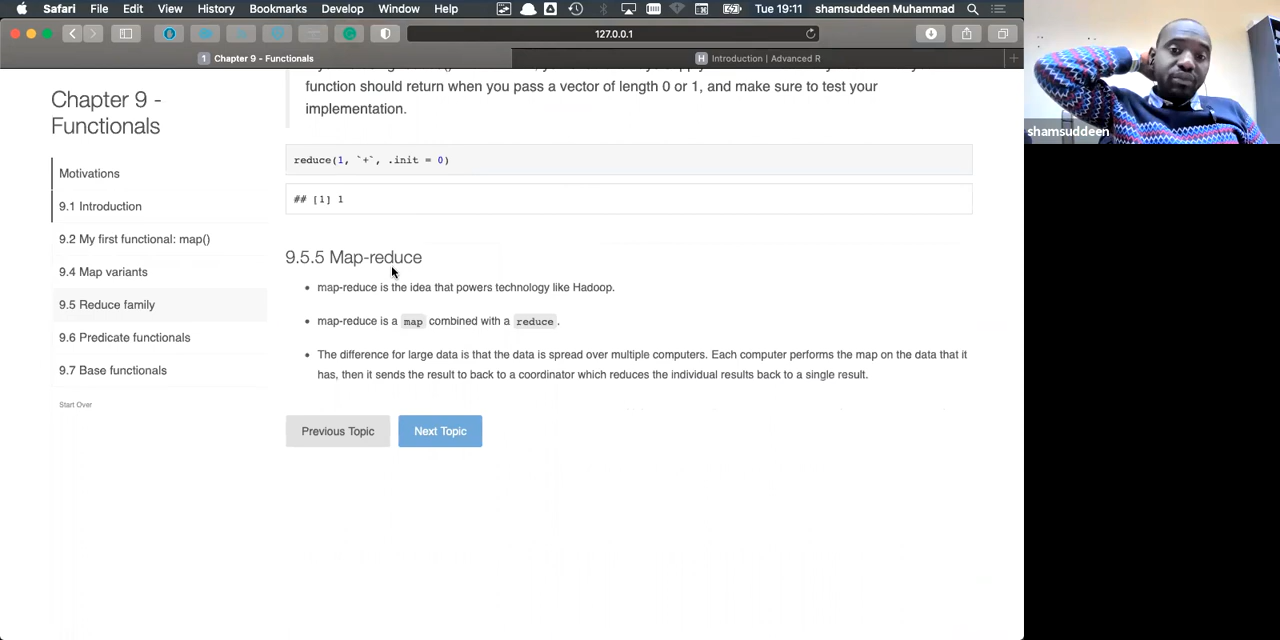 Safari File Edit View History Bookmarks Develop Window Help Tue 19:11 shamsuddeen Muhammad
127.0.0.1
1 Chapter 9 - Functionals H Introduction | Advanced R
Chapter 9 -
Functionals
Motivations
9.1 Introduction
9.2 My first functional: map()
9.4 Map variants
9.5 Reduce family
9.6 Predicate functionals
9.7 Base functionals
Start Over
function should return when you pass a vector of length 0 or 1, and make sure to test your
implementation.
reduce(1, `+`, .init = 0)
## [1] 1
9.5.5 Map-reduce
map-reduce is the idea that powers technology like Hadoop.
map-reduce is a map combined with a reduce.
The difference for large data is that the data is spread over multiple computers. Each computer performs the map on the data that it
has, then it sends the result to back to a coordinator which reduces the individual results back to a single result.
Previous Topic Next Topic
shamsuddeen